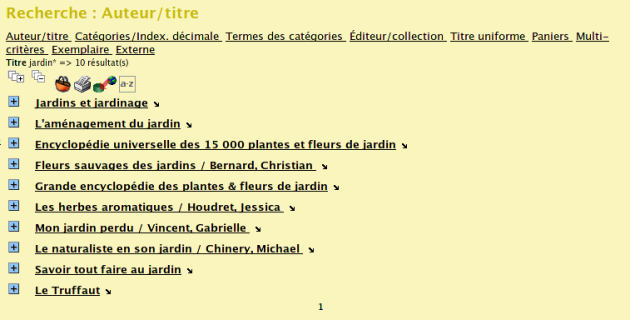 Recherche : Auteur/titre
Auteur/titre Catégories/Index. décimale Termes des catégories Éditeur/collection Titre uniforme Paniers Multi-
critères Exemplaire Externe
Titre jardin* => 10 résultat(s)
a-z
Jardins et jardinage
L'aménagement du jardin
Encyclopédie universelle des 15 000 plantes et fleurs de jardin
Fleurs sauvages des jardins / Bernard, Christian
Grande encyclopédie des plantes & fleurs de jardin
Les herbes aromatiques / Houdret, Jessica
Mon jardin perdu / Vincent, Gabrielle
Le naturaliste en son jardin / Chinery, Michael
Savoir tout faire au jardin
Le Truffaut
1